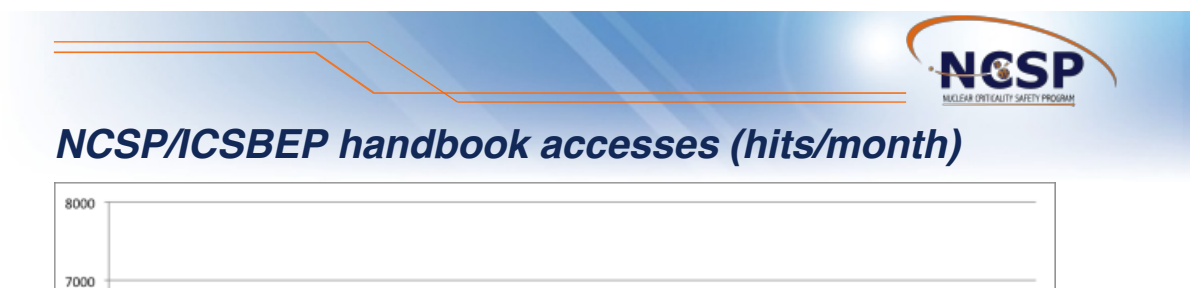 NCSP
NUCLEAR CRITICALITY SAFETY PROGRAM
NCSP/ICSBEP handbook accesses (hits/month)
8000
7000